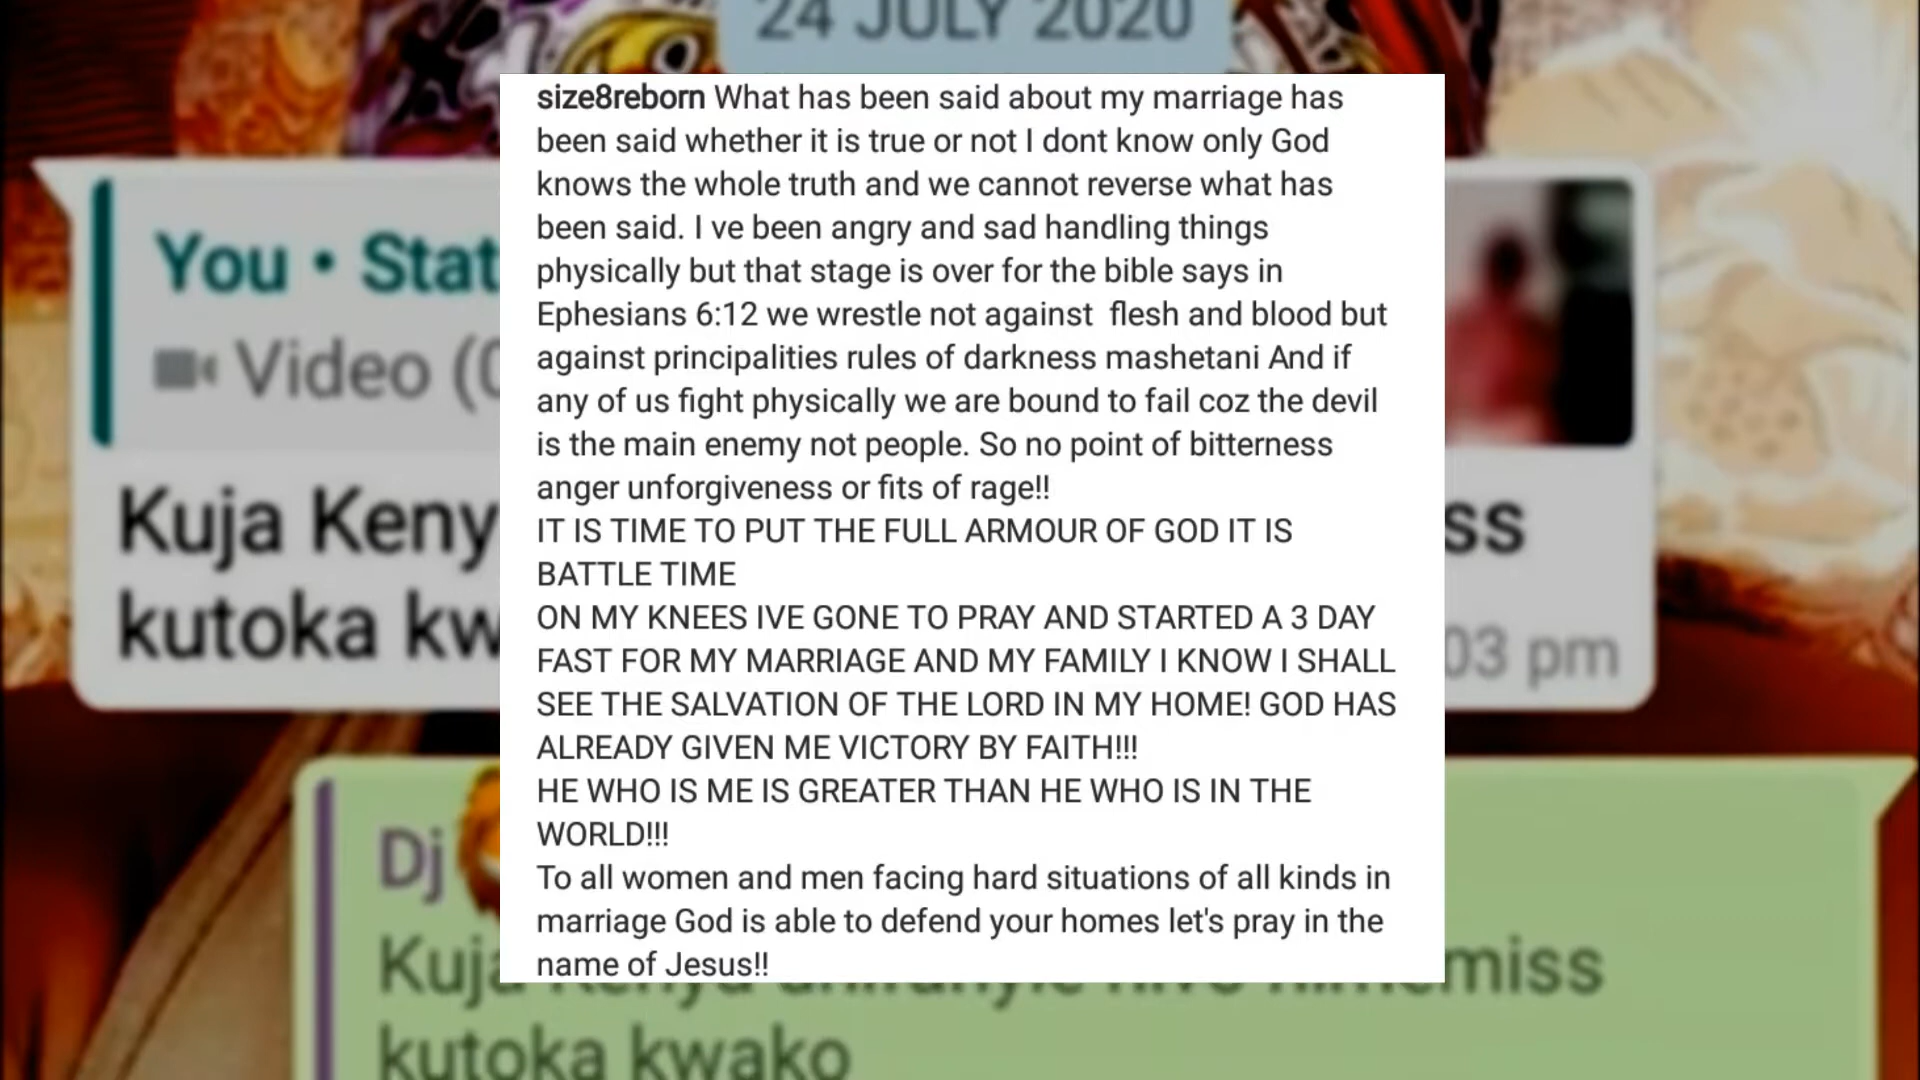 24 JULY 2020
size8reborn What has been said about my marriage has
been said whether it is true or not I dont know only God
knows the whole truth and we cannot reverse what has
been said. I ve been angry and sad handling things
physically but that stage is over for the bible says in
Ephesians 6:12 we wrestle not against  flesh and blood but
against principalities rules of darkness mashetani And if
any of us fight physically we are bound to fail coz the devil
is the main enemy not people. So no point of bitterness
anger unforgiveness or fits of rage!!
IT IS TIME TO PUT THE FULL ARMOUR OF GOD IT IS
BATTLE TIME
ON MY KNEES IVE GONE TO PRAY AND STARTED A 3 DAY
FAST FOR MY MARRIAGE AND MY FAMILY I KNOW I SHALL
SEE THE SALVATION OF THE LORD IN MY HOME! GOD HAS
ALREADY GIVEN ME VICTORY BY FAITH!!!
HE WHO IS ME IS GREATER THAN HE WHO IS IN THE
WORLD!!!
To all women and men facing hard situations of all kinds in
marriage God is able to defend your homes let's pray in the
name of Jesus!!
You • Stat
Video (0
Kuja Keny ss
kutoka kw
03 pm
Dj
Kuja miss
kutoka kwako